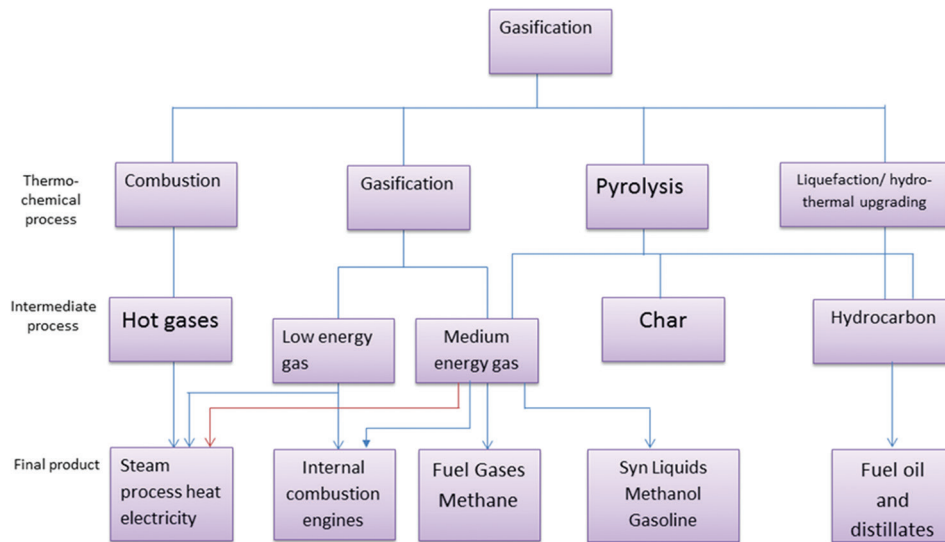 Gasification
Thermo-
chemical
process
Combustion
Gasification
Pyrolysis
Liquefaction/ hydro-
thermal upgrading
Intermediate
process
Hot gases
Low energy
gas
Medium
energy gas
Char
Hydrocarbon
Final product
Steam
process heat
electricity
Internal
combustion
engines
Fuel Gases
Methane
Syn Liquids
Methanol
Gasoline
Fuel oil
and
distillates